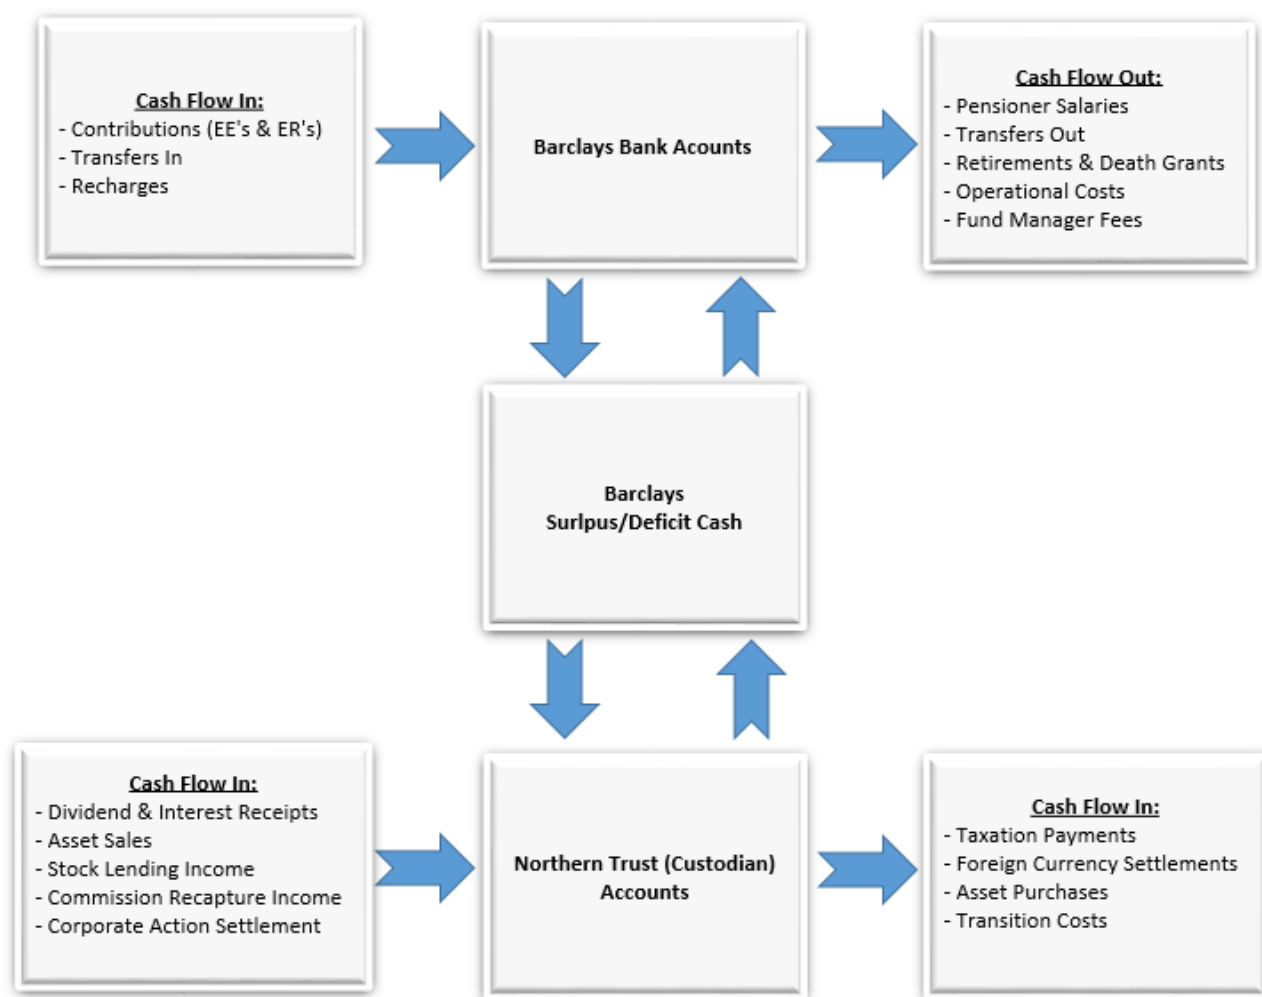 Cash Flow In:
- Contributions (EE's & ER's)
- Transfers In
- Recharges
Barclays Bank Acounts
Cash Flow Out:
- Pensioner Salaries
- Transfers Out
- Retirements & Death Grants
- Operational Costs
- Fund Manager Fees
Barclays
Surlpus/Deficit Cash
Cash Flow In:
- Dividend & Interest Receipts
- Asset Sales
- Stock Lending Income
- Commission Recapture Income
- Corporate Action Settlement
Northern Trust (Custodian)
Accounts
Cash Flow In:
- Taxation Payments
- Foreign Currency Settlements
- Asset Purchases
- Transition Costs